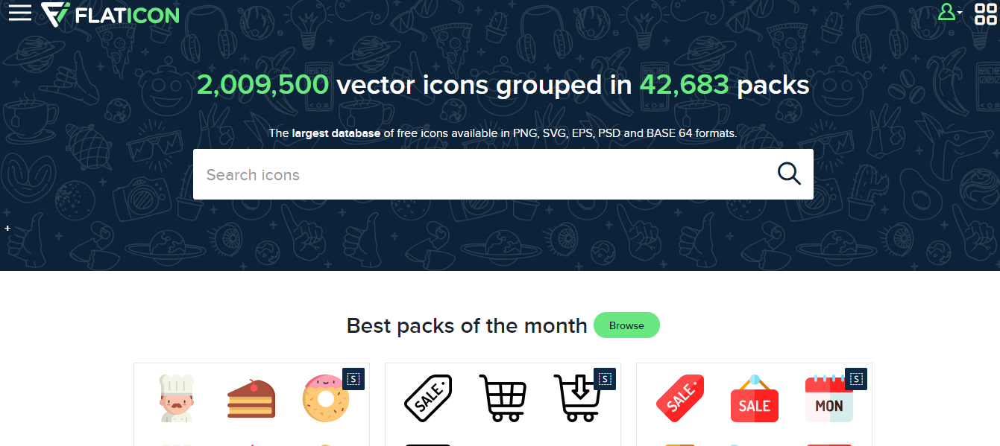 FLATICON
2,009,500 vector icons grouped in 42,683 packs
The largest database of free icons available in PNG, SVG, EPS, PSD and BASE 64 formats.
Search icons
Best packs of the month
Browse
S
S
S
SALE
SALE
SALE
MON